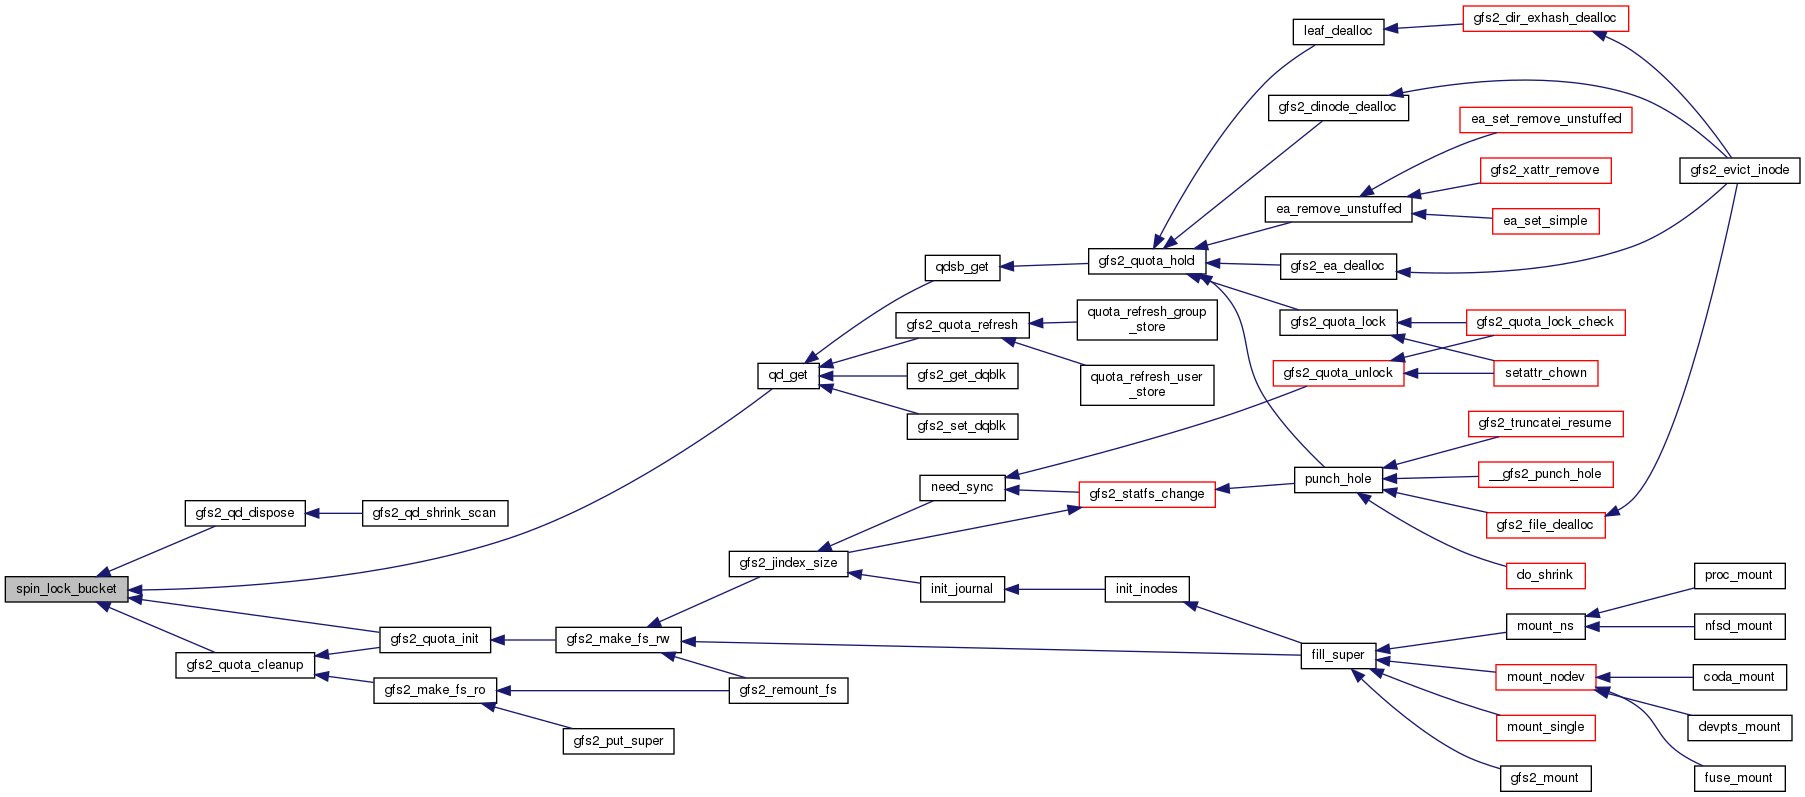 leaf_dealloc
gfs2_dir_exhash_dealloc
gfs2_dinode_dealloc
ea_set_remove_unstuffed
gfs2_xattr_remove
gfs2_evict_inode
ea_remove_unstuffed
ea_set_simple
qdsb_get
gfs2_quota_hold
gfs2_ea_dealloc
gfs2_quota_refresh
quota_refresh_group
_store
gfs2_quota_lock
gfs2_quota_lock_check
qd_get
gfs2_get_dqblk
quota_refresh_user
_store
gfs2_quota_unlock
setattr_chown
gfs2_set_dqblk
gfs2_truncatei_resume
need_sync
gfs2_statfs_change
punch_hole
__gfs2_punch_hole
gfs2_qd_dispose
gfs2_qd_shrink_scan
gfs2_file_dealloc
gfs2_jindex_size
do_shrink
proc_mount
spin_lock_bucket
init_journal
init_inodes
mount_ns
nfsd_mount
gfs2_quota_init
gfs2_make_fs_rw
fill_super
gfs2_quota_cleanup
mount_nodev
coda_mount
gfs2_make_fs_ro
gfs2_remount_fs
mount_single
devpts_mount
gfs2_put_super
gfs2_mount
fuse_mount